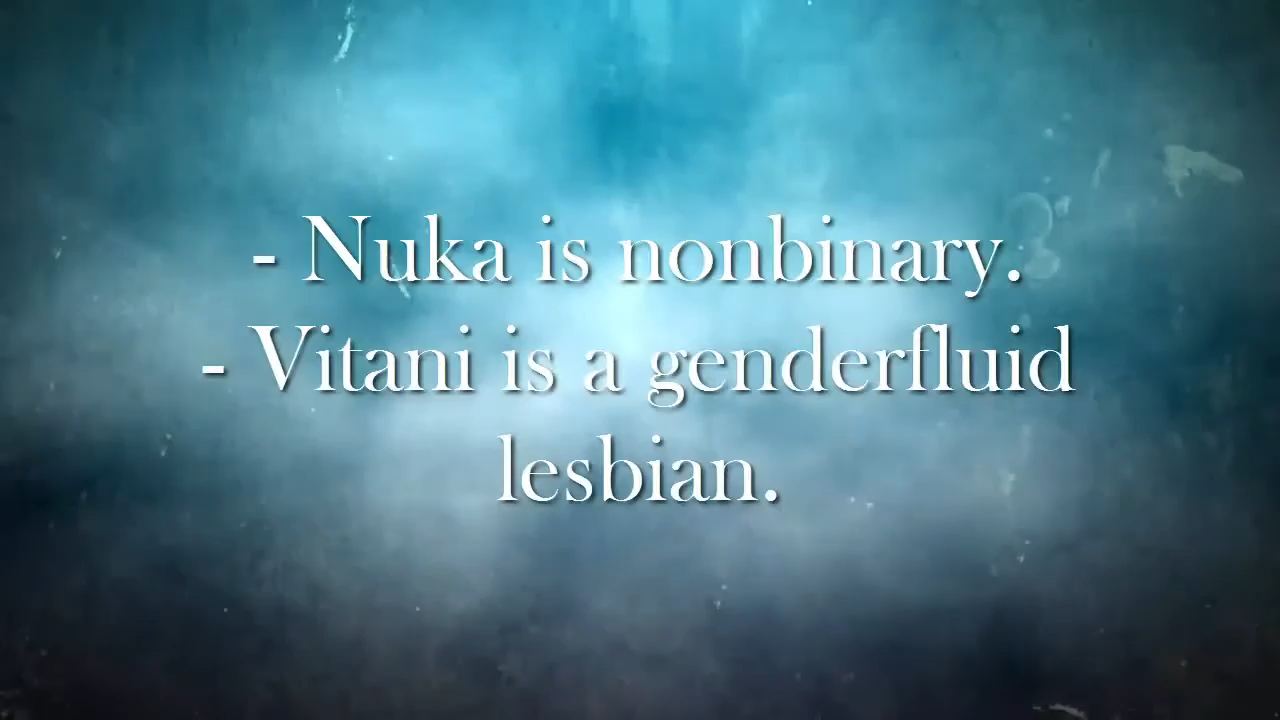 - Nuka is nonbinary.
- Vitani is a genderfluid
lesbian.